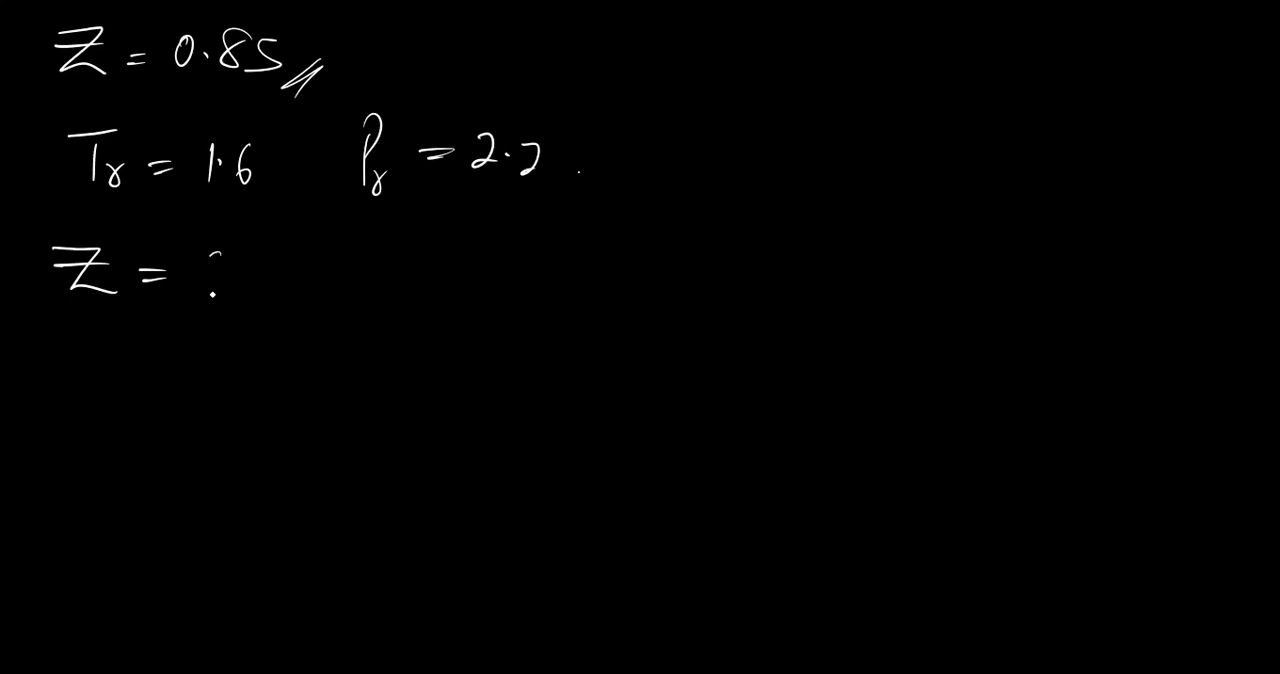 Z = 0.85
Tr = 1.6 Pr = 2.2
Z = ?